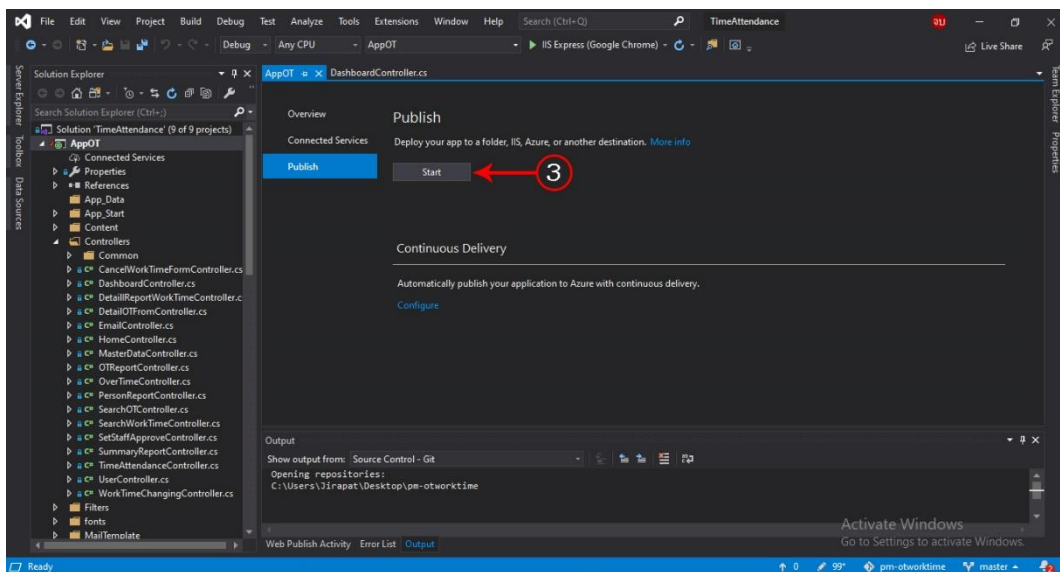 File Edit View Project Build Debug Test Analyze Tools Extensions Window Help Search (Ctrl+Q) TimeAttendance จบ
Debug Any CPU AppOT IIS Express (Google Chrome) Live Share
Server Explorer
Toolbox
Data Sources
Solution Explorer
Search Solution Explorer (Ctrl+;)
Solution 'TimeAttendance' (9 of 9 projects)
AppOT
Connected Services
Properties
References
App_Data
App_Start
Content
Controllers
Common
C# CancelWorkTimeFormController.cs
C# DashboardController.cs
C# DetaillReportWorkTimeController.c
C# DetailOTFromController.cs
C# EmailController.cs
C# HomeController.cs
C# MasterDataController.cs
C# OTReportController.cs
C# OverTimeController.cs
C# PersonReportController.cs
C# SearchOTController.cs
C# SearchWorkTimeController.cs
C# SetStaffApproveController.cs
C# SummaryReportController.cs
C# TimeAttendanceController.cs
C# UserController.cs
C# WorkTimeChangingController.cs
Filters
fonts
MailTemplate
AppOT DashboardController.cs
Overview
Connected Services
Publish
Publish
Deploy your app to a folder, IIS, Azure, or another destination. More info
Start 3
Continuous Delivery
Automatically publish your application to Azure with continuous delivery.
Configure
Output
Show output from: Source Control - Git
Opening repositories:
C:\Users\Jirapat\Desktop\pm-otworktime
Web Publish Activity Error List Output
Activate Windows
Go to Settings to activate Windows.
Team Explorer
Properties
Ready 0 99+ pm-otworktime master 2